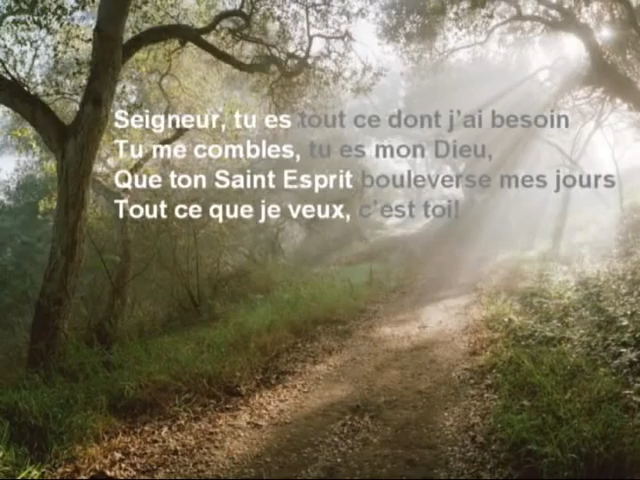 Seigneur, tu es tout ce dont j'ai besoin
Tu me combles, tu es mon Dieu,
Que ton Saint Esprit bouleverse mes jours
Tout ce que je veux, c'est toi!